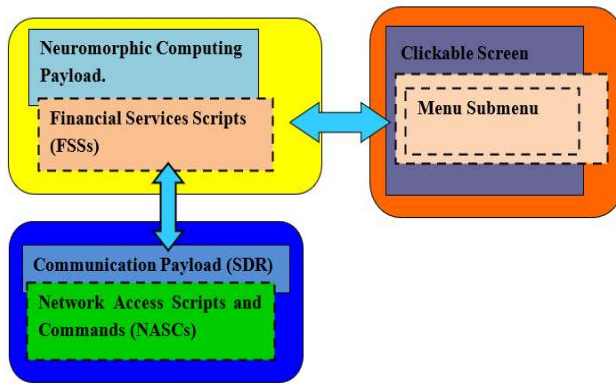 Neuromorphic Computing
Payload.
Financial Services Scripts
(FSSs)
Clickable Screen
Menu Submenu
Communication Payload (SDR)
Network Access Scripts and
Commands (NASCs)